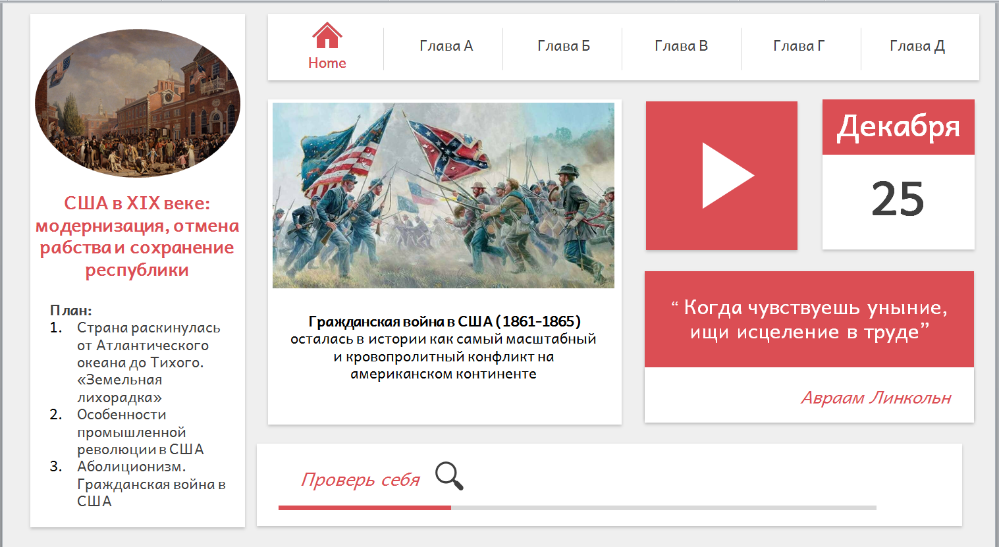 США в XIX веке:
модернизация, отмена
рабства и сохранение
республики
План:
1. Страна раскинулась
от Атлантического
океана до Тихого.
«Земельная
лихорадка»
2. Особенности
промышленной
революции в США
3. Аболиционизм.
Гражданская война в
США
Home
Глава А
Глава Б
Глава В
Глава Г
Глава Д
Гражданская война в США (1861-1865)
осталась в истории как самый масштабный
и кровопролитный конфликт на
американском континенте
Декабря
25
“ Когда чувствуешь уныние,
ищи исцеление в труде”
Авраам Линкольн
Проверь себя